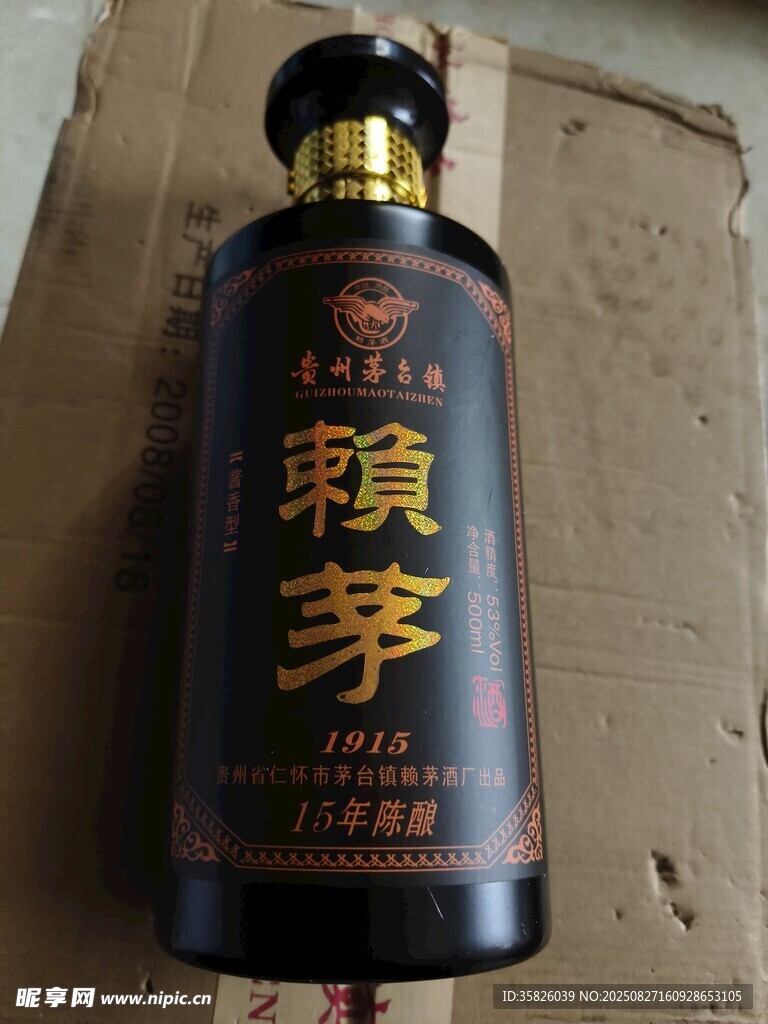 贵州茅台镇
GUIZHOUMAOTAIZHEN
賴茅
【酱香型】
酒精度：53%Vol
净含量：500ml
酒
1915
贵州省仁怀市茅台镇赖茅酒厂出品
15年陈酿
生产日期：2008/08/18
昵享网 www.nipic.cn
ID:35826039 NO:20250827160928653105